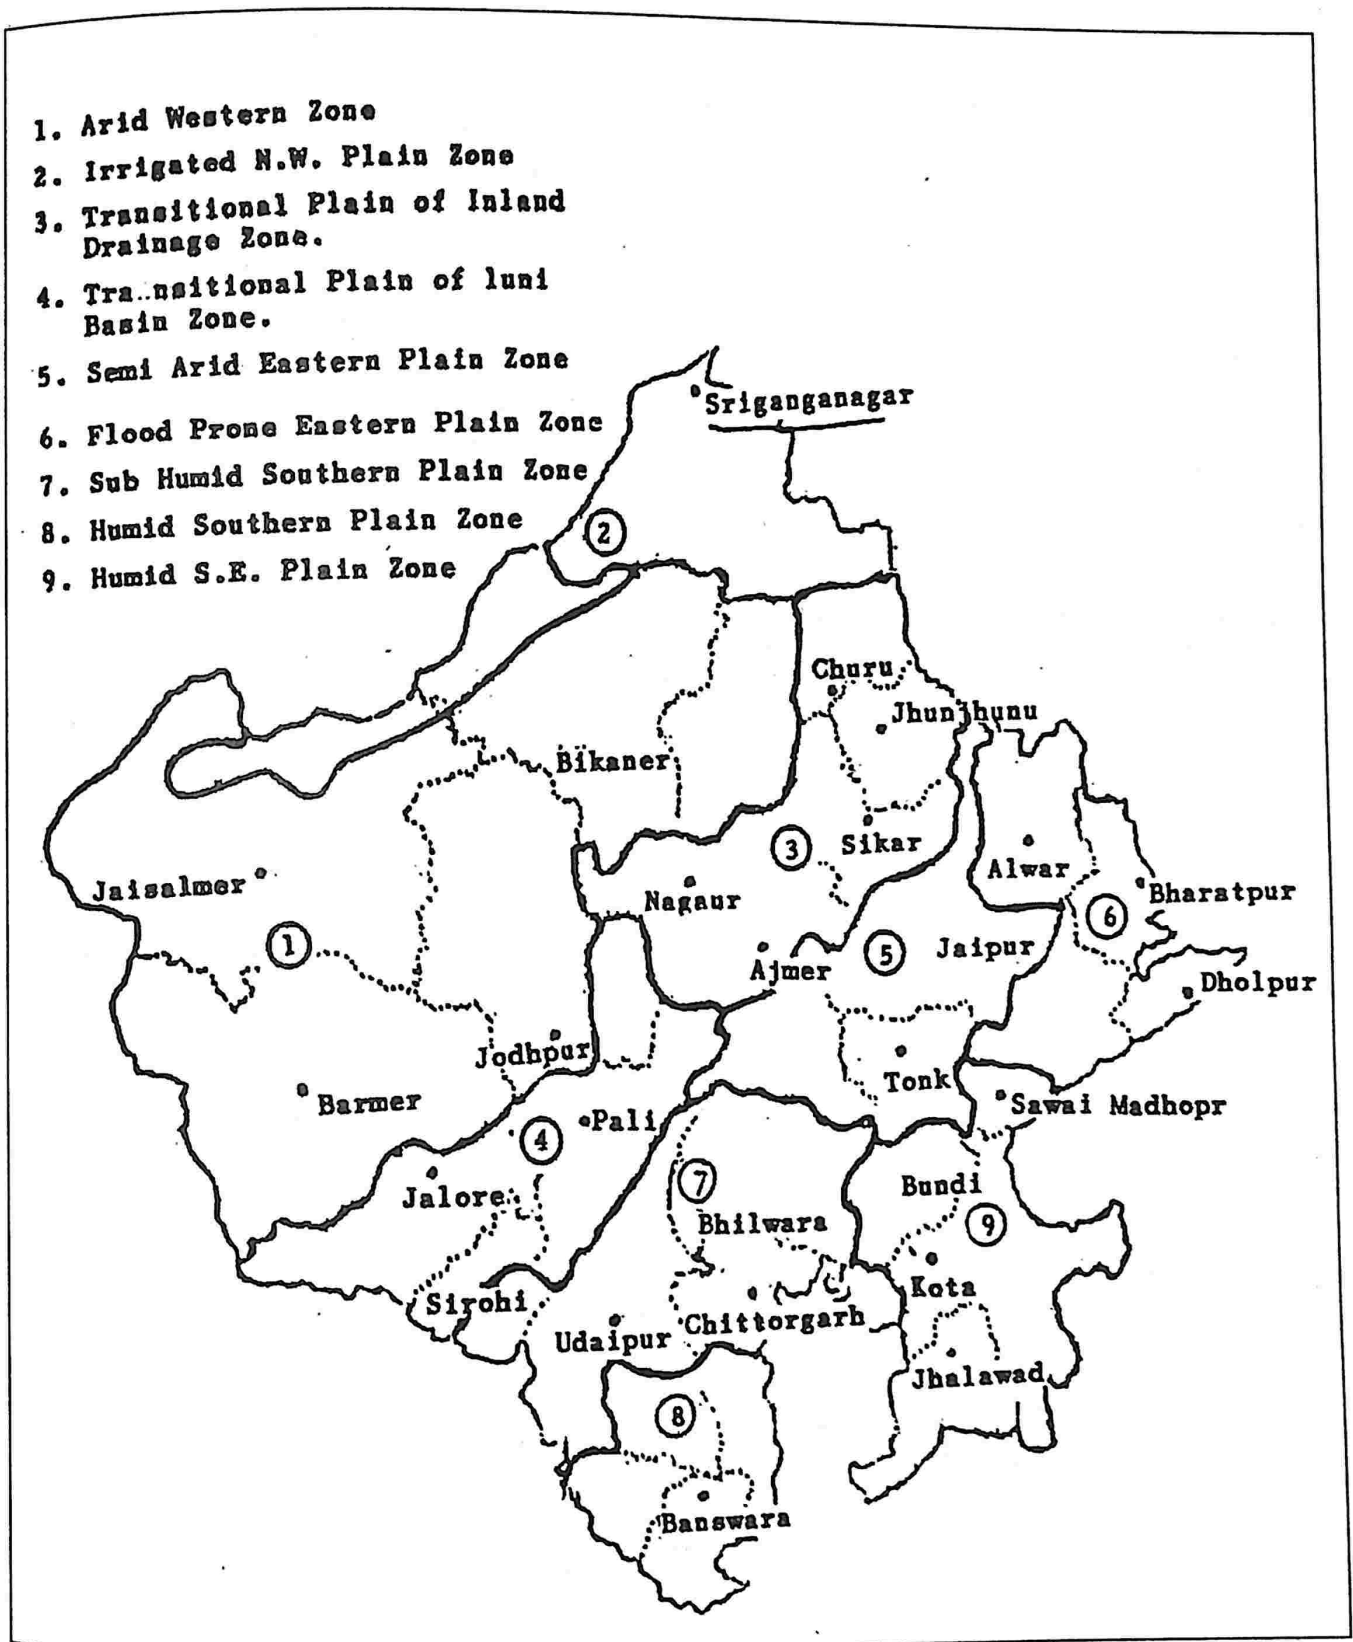 1. Arid Western Zone
2. Irrigated N.W. Plain Zone
3. Transitional Plain of Inland
Drainage Zone.
4. Tra..nsitional Plain of luni
Basin Zone.
5. Semi Arid Eastern Plain Zone
6. Flood Prone Eastern Plain Zone
7. Sub Humid Southern Plain Zone
8. Humid Southern Plain Zone
9. Humid S.E. Plain Zone
Sriganganagar
2
Churu
Jhunjhunu
Bikaner
3
Sikar
Alwar
Jaisalmer
Nagaur
Bharatpur
6
1
Ajmer
5
Jaipur
Dholpur
Jodhpur
Tonk
Barmer
Sawai Madhopr
4
Pali
7
Jalore
Bundi
Bhilwara
9
Sirohi
Kota
Udaipur
Chittorgarh
Jhalawad
8
Banswara